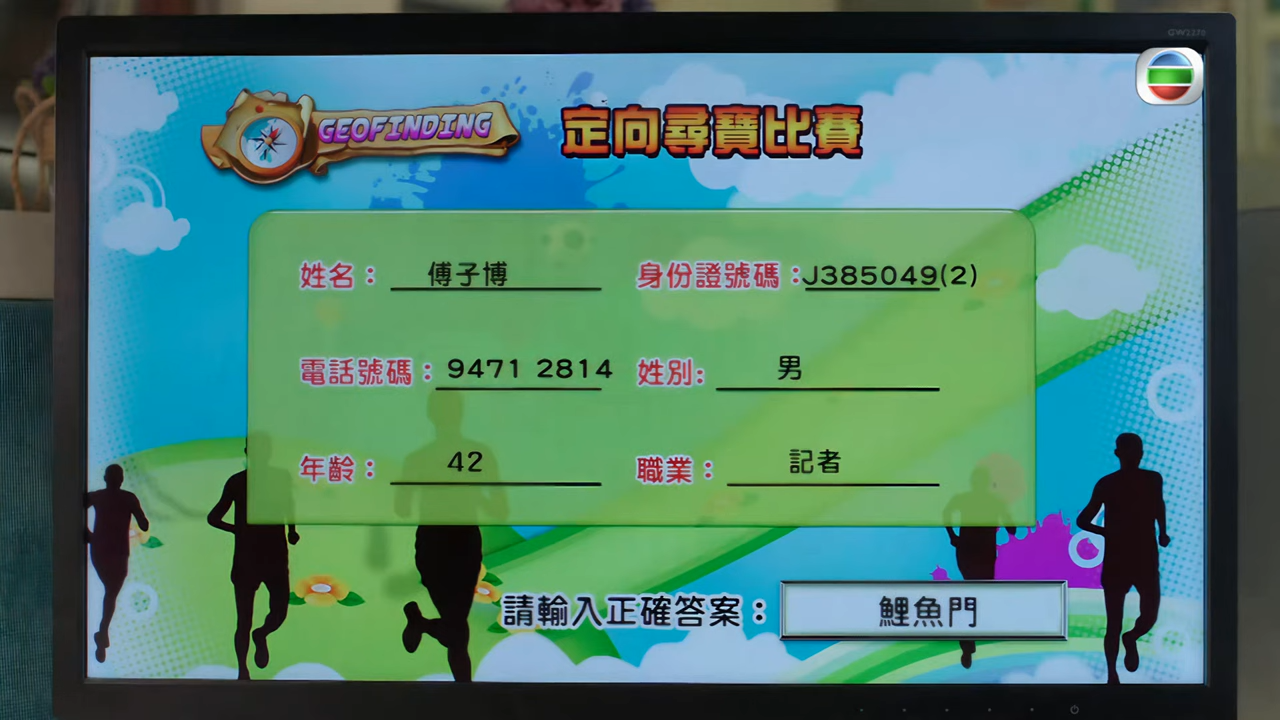 GW2270
GEOFINDING 定向尋寶比賽
姓名： 傅子博 身份證號碼：J385049(2)
電話號碼： 9471 2814 姓別: 男
年齡： 42 職業： 記者
請輸入正確答案： 鯉魚門